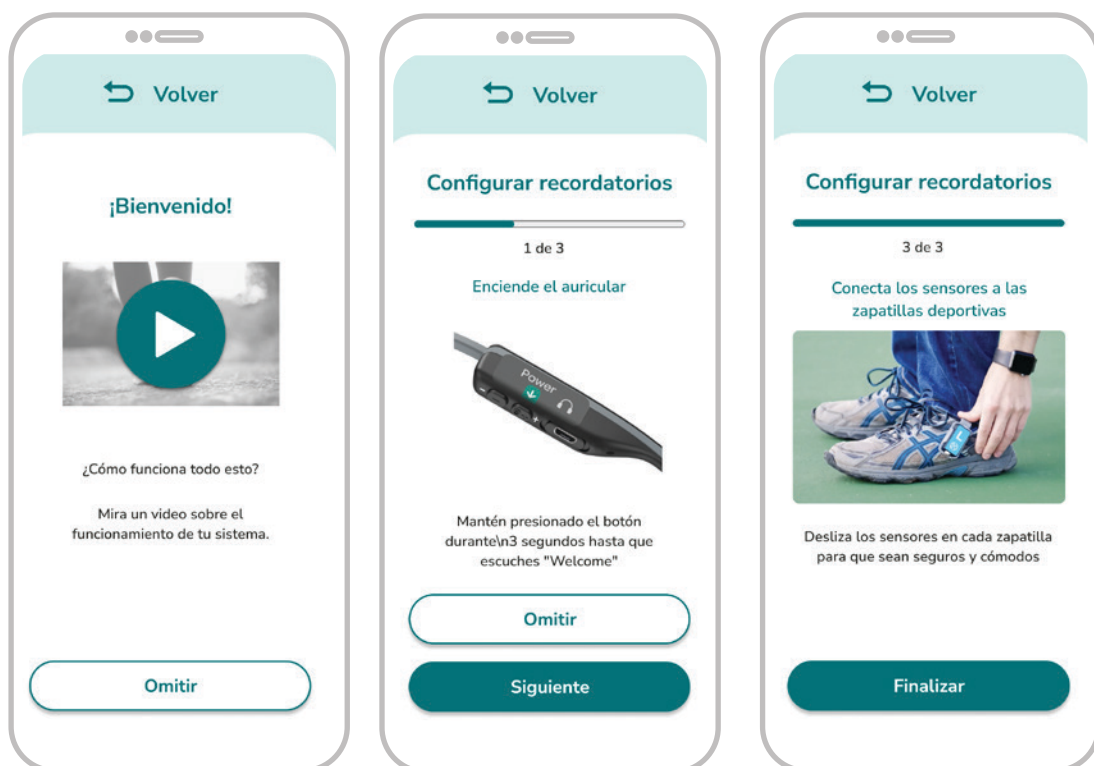 Volver
¡Bienvenido!
¿Cómo funciona todo esto?
Mira un video sobre el
funcionamiento de tu sistema.
Omitir
Volver
Configurar recordatorios
1 de 3
Enciende el auricular
Power
Mantén presionado el botón
durante\n3 segundos hasta que
escuches "Welcome"
Omitir
Siguiente
Volver
Configurar recordatorios
3 de 3
Conecta los sensores a las
zapatillas deportivas
L
Desliza los sensores en cada zapatilla
para que sean seguros y cómodos
Finalizar